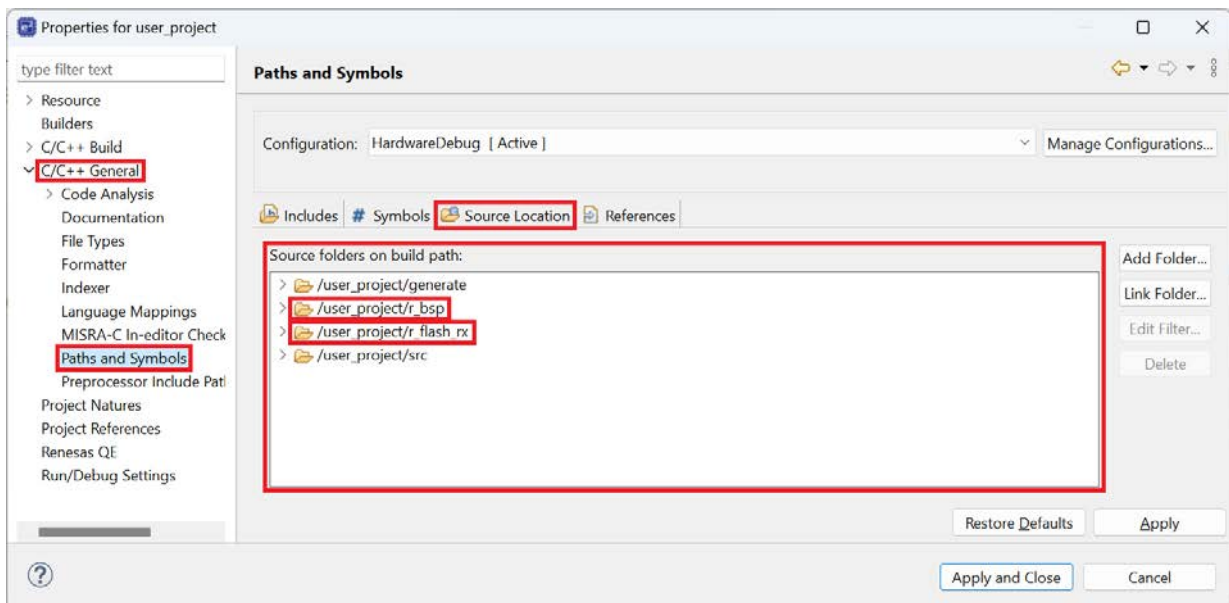 Properties for user_project
type filter text
Resource
Builders
C/C++ Build
C/C++ General
Code Analysis
Documentation
File Types
Formatter
Indexer
Language Mappings
MISRA-C In-editor Check
Paths and Symbols
Preprocessor Include Pat
Project Natures
Project References
Renesas QE
Run/Debug Settings
Paths and Symbols
Configuration: HardwareDebug [ Active ]
Manage Configurations...
Includes # Symbols Source Location References
Source folders on build path:
/user_project/generate
/user_project/r_bsp
/user_project/r_flash_rx
/user_project/src
Add Folder...
Link Folder...
Edit Filter...
Delete
Restore Defaults Apply
Apply and Close Cancel